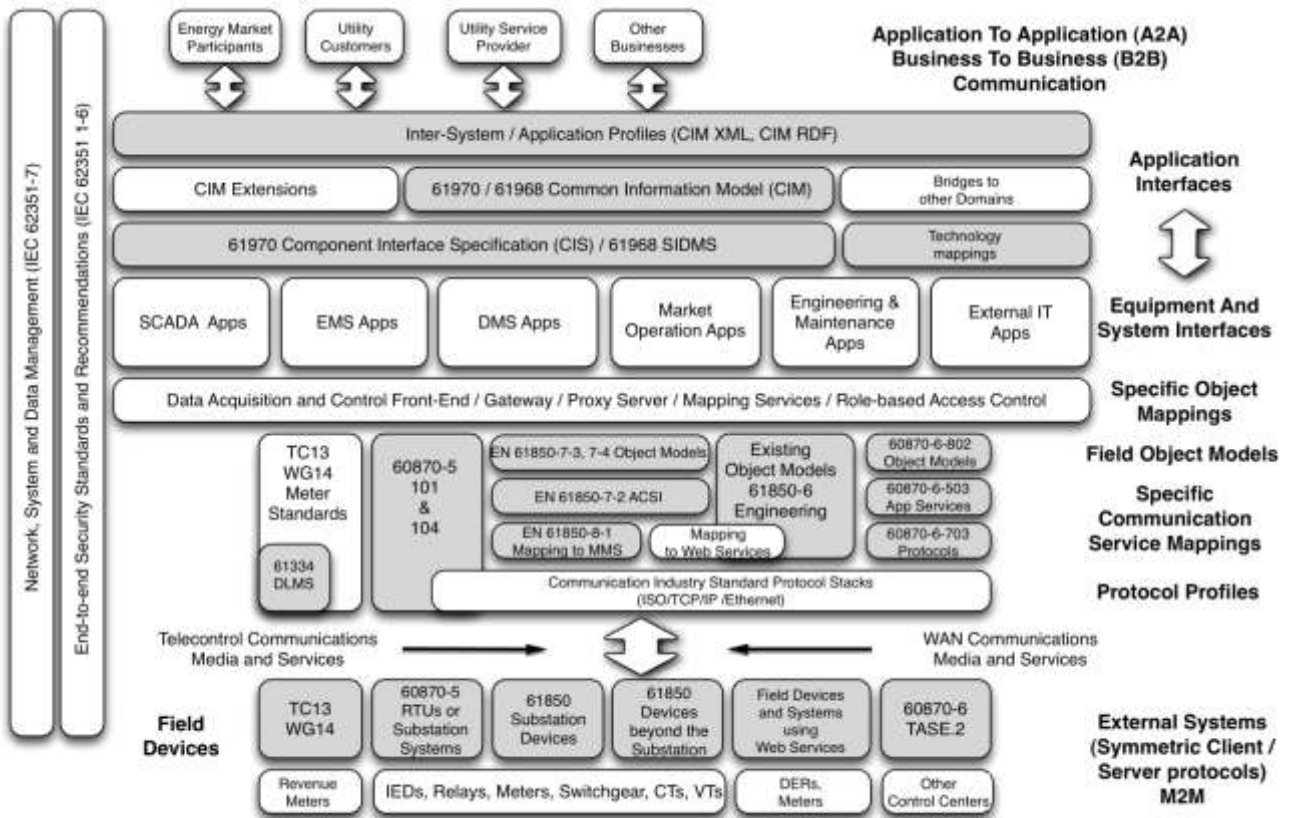 Network, System and Data Management (IEC 62351-7)
End-to-end Security Standards and Recommendations (IEC 62351 1-6)
Energy Market
Participants
Utility
Customers
Utility Service
Provider
Other
Businesses
Application To Application (A2A)
Business To Business (B2B)
Communication
Inter-System / Application Profiles (CIM XML, CIM RDF)
CIM Extensions
61970 / 61968 Common Information Model (CIM)
Bridges to
other Domains
Application
Interfaces
61970 Component Interface Specification (CIS) / 61968 SIDMS
Technology
mappings
SCADA Apps
EMS Apps
DMS Apps
Market
Operation Apps
Engineering &
Maintenance
Apps
External IT
Apps
Equipment And
System Interfaces
Data Acquisition and Control Front-End / Gateway / Proxy Server / Mapping Services / Role-based Access Control
Specific Object
Mappings
TC13
WG14
Meter
Standards
61334
DLMS
60870-5
101
&
104
EN 61850-7-3, 7-4 Object Models
EN 61850-7-2 ACSI
EN 61850-8-1
Mapping to MMS
Mapping
to Web Services
Existing
Object Models
61850-6
Engineering
60870-6-802
Object Models
60870-6-503
App Services
60870-6-703
Protocols
Field Object Models
Specific
Communication
Service Mappings
Communication Industry Standard Protocol Stacks
(ISO/TCP/IP /Ethernet)
Protocol Profiles
Telecontrol Communications
Media and Services
WAN Communications
Media and Services
Field
Devices
TC13
WG14
60870-5
RTUs or
Substation
Systems
61850
Substation
Devices
61850
Devices
beyond the
Substation
Field Devices
and Systems
using
Web Services
60870-6
TASE.2
External Systems
(Symmetric Client /
Server protocols)
M2M
Revenue
Meters
IEDs, Relays, Meters, Switchgear, CTs, VTs
DERs,
Meters
Other
Control Centers